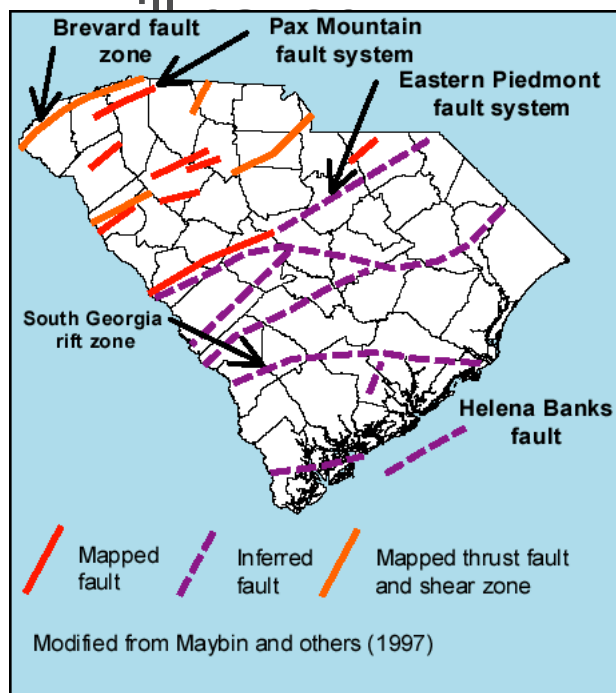 Brevard fault
zone
Pax Mountain
fault system
Eastern Piedmont
fault system
South Georgia
rift zone
Helena Banks
fault
Mapped
fault
Inferred
fault
Mapped thrust fault
and shear zone
Modified from Maybin and others (1997)